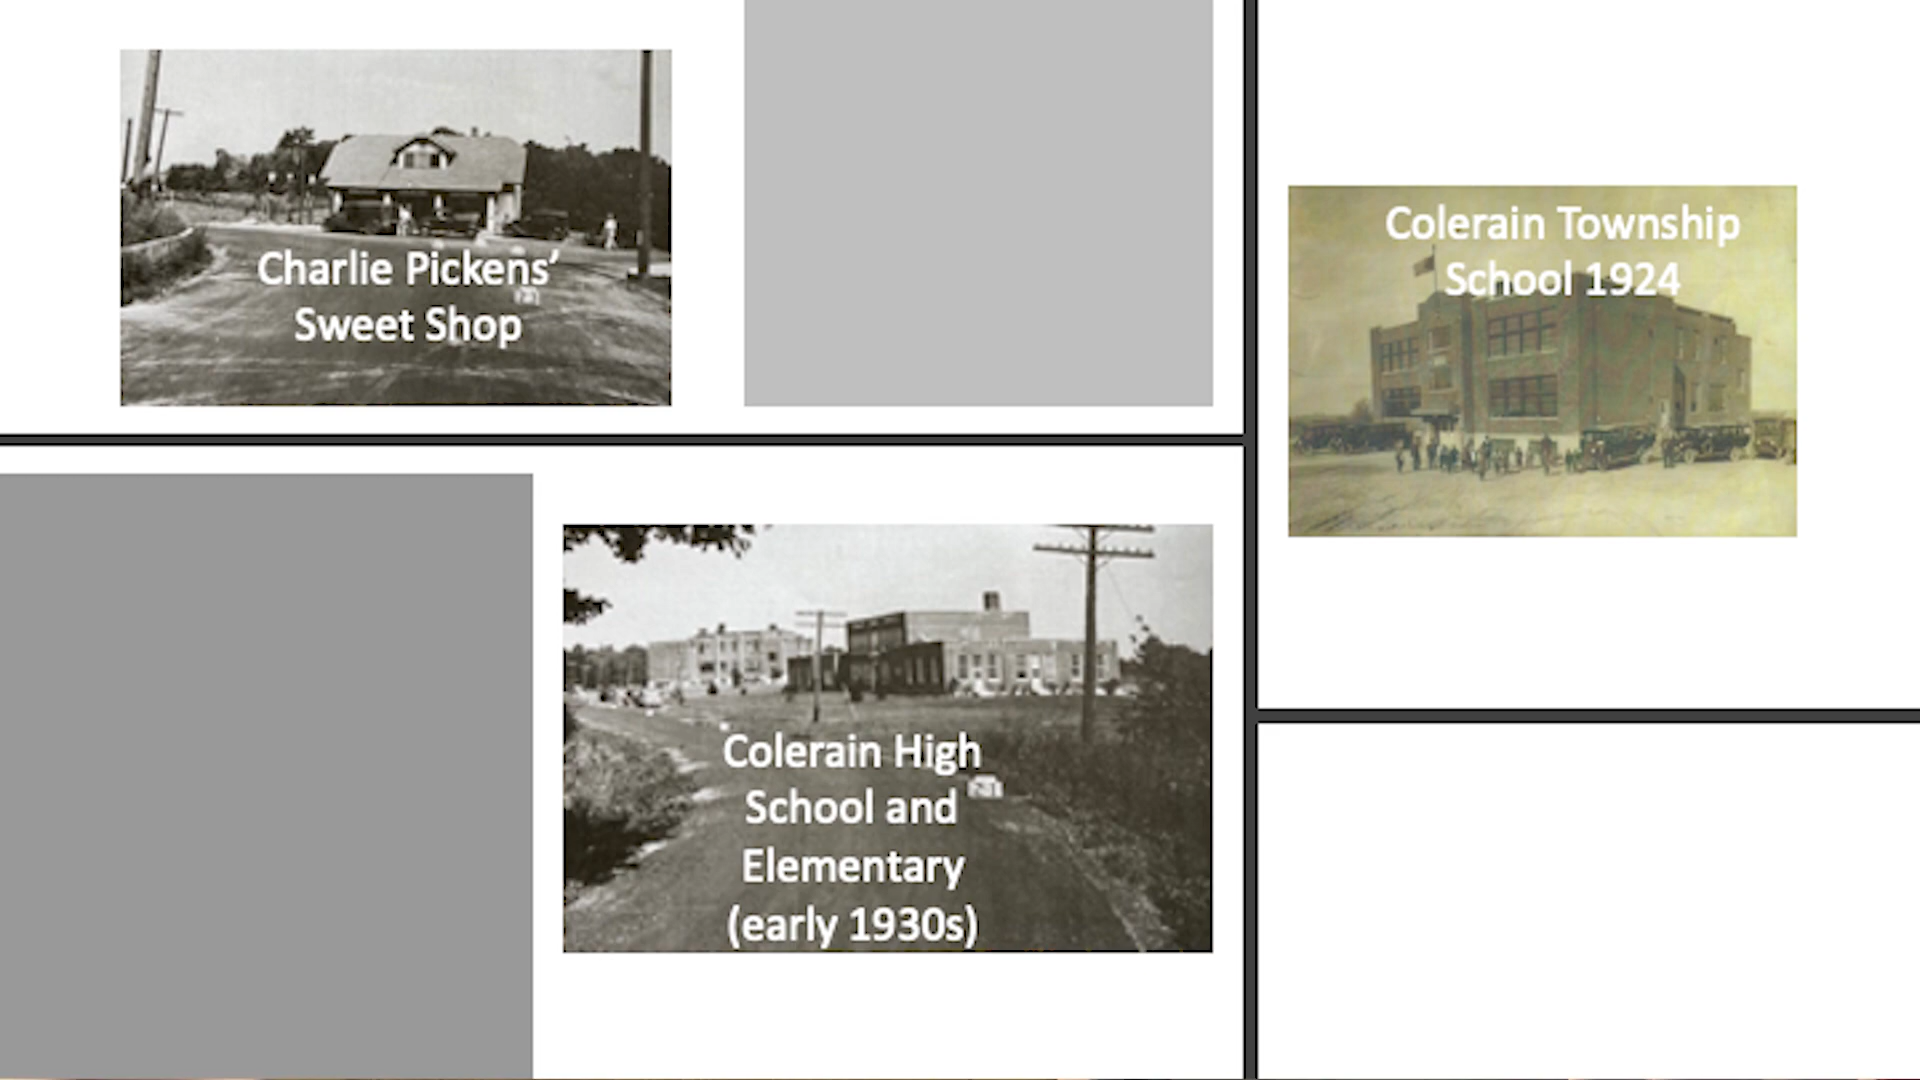 Charlie Pickens’
Sweet Shop
Colerain Township
School 1924
Colerain High
School and
Elementary
(early 1930s)